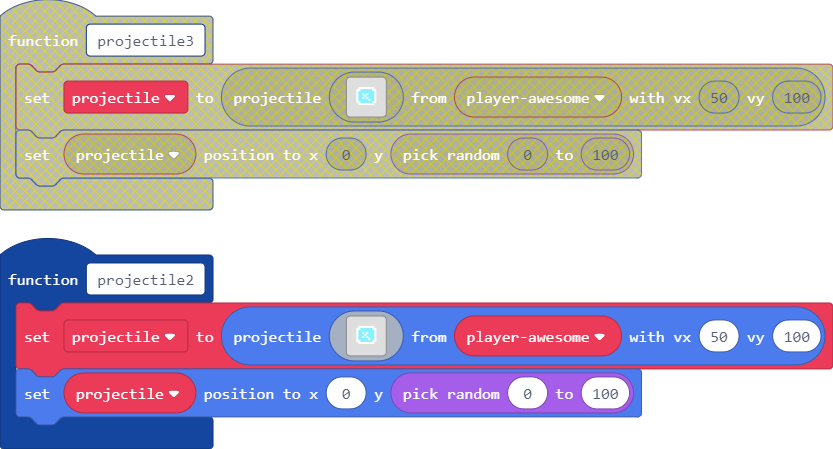 function projectile3
set projectile to projectile from player-awesome with vx 50 vy 100
set projectile position to x 0 y pick random 0 to 100
function projectile2
set projectile to projectile from player-awesome with vx 50 vy 100
set projectile position to x 0 y pick random 0 to 100